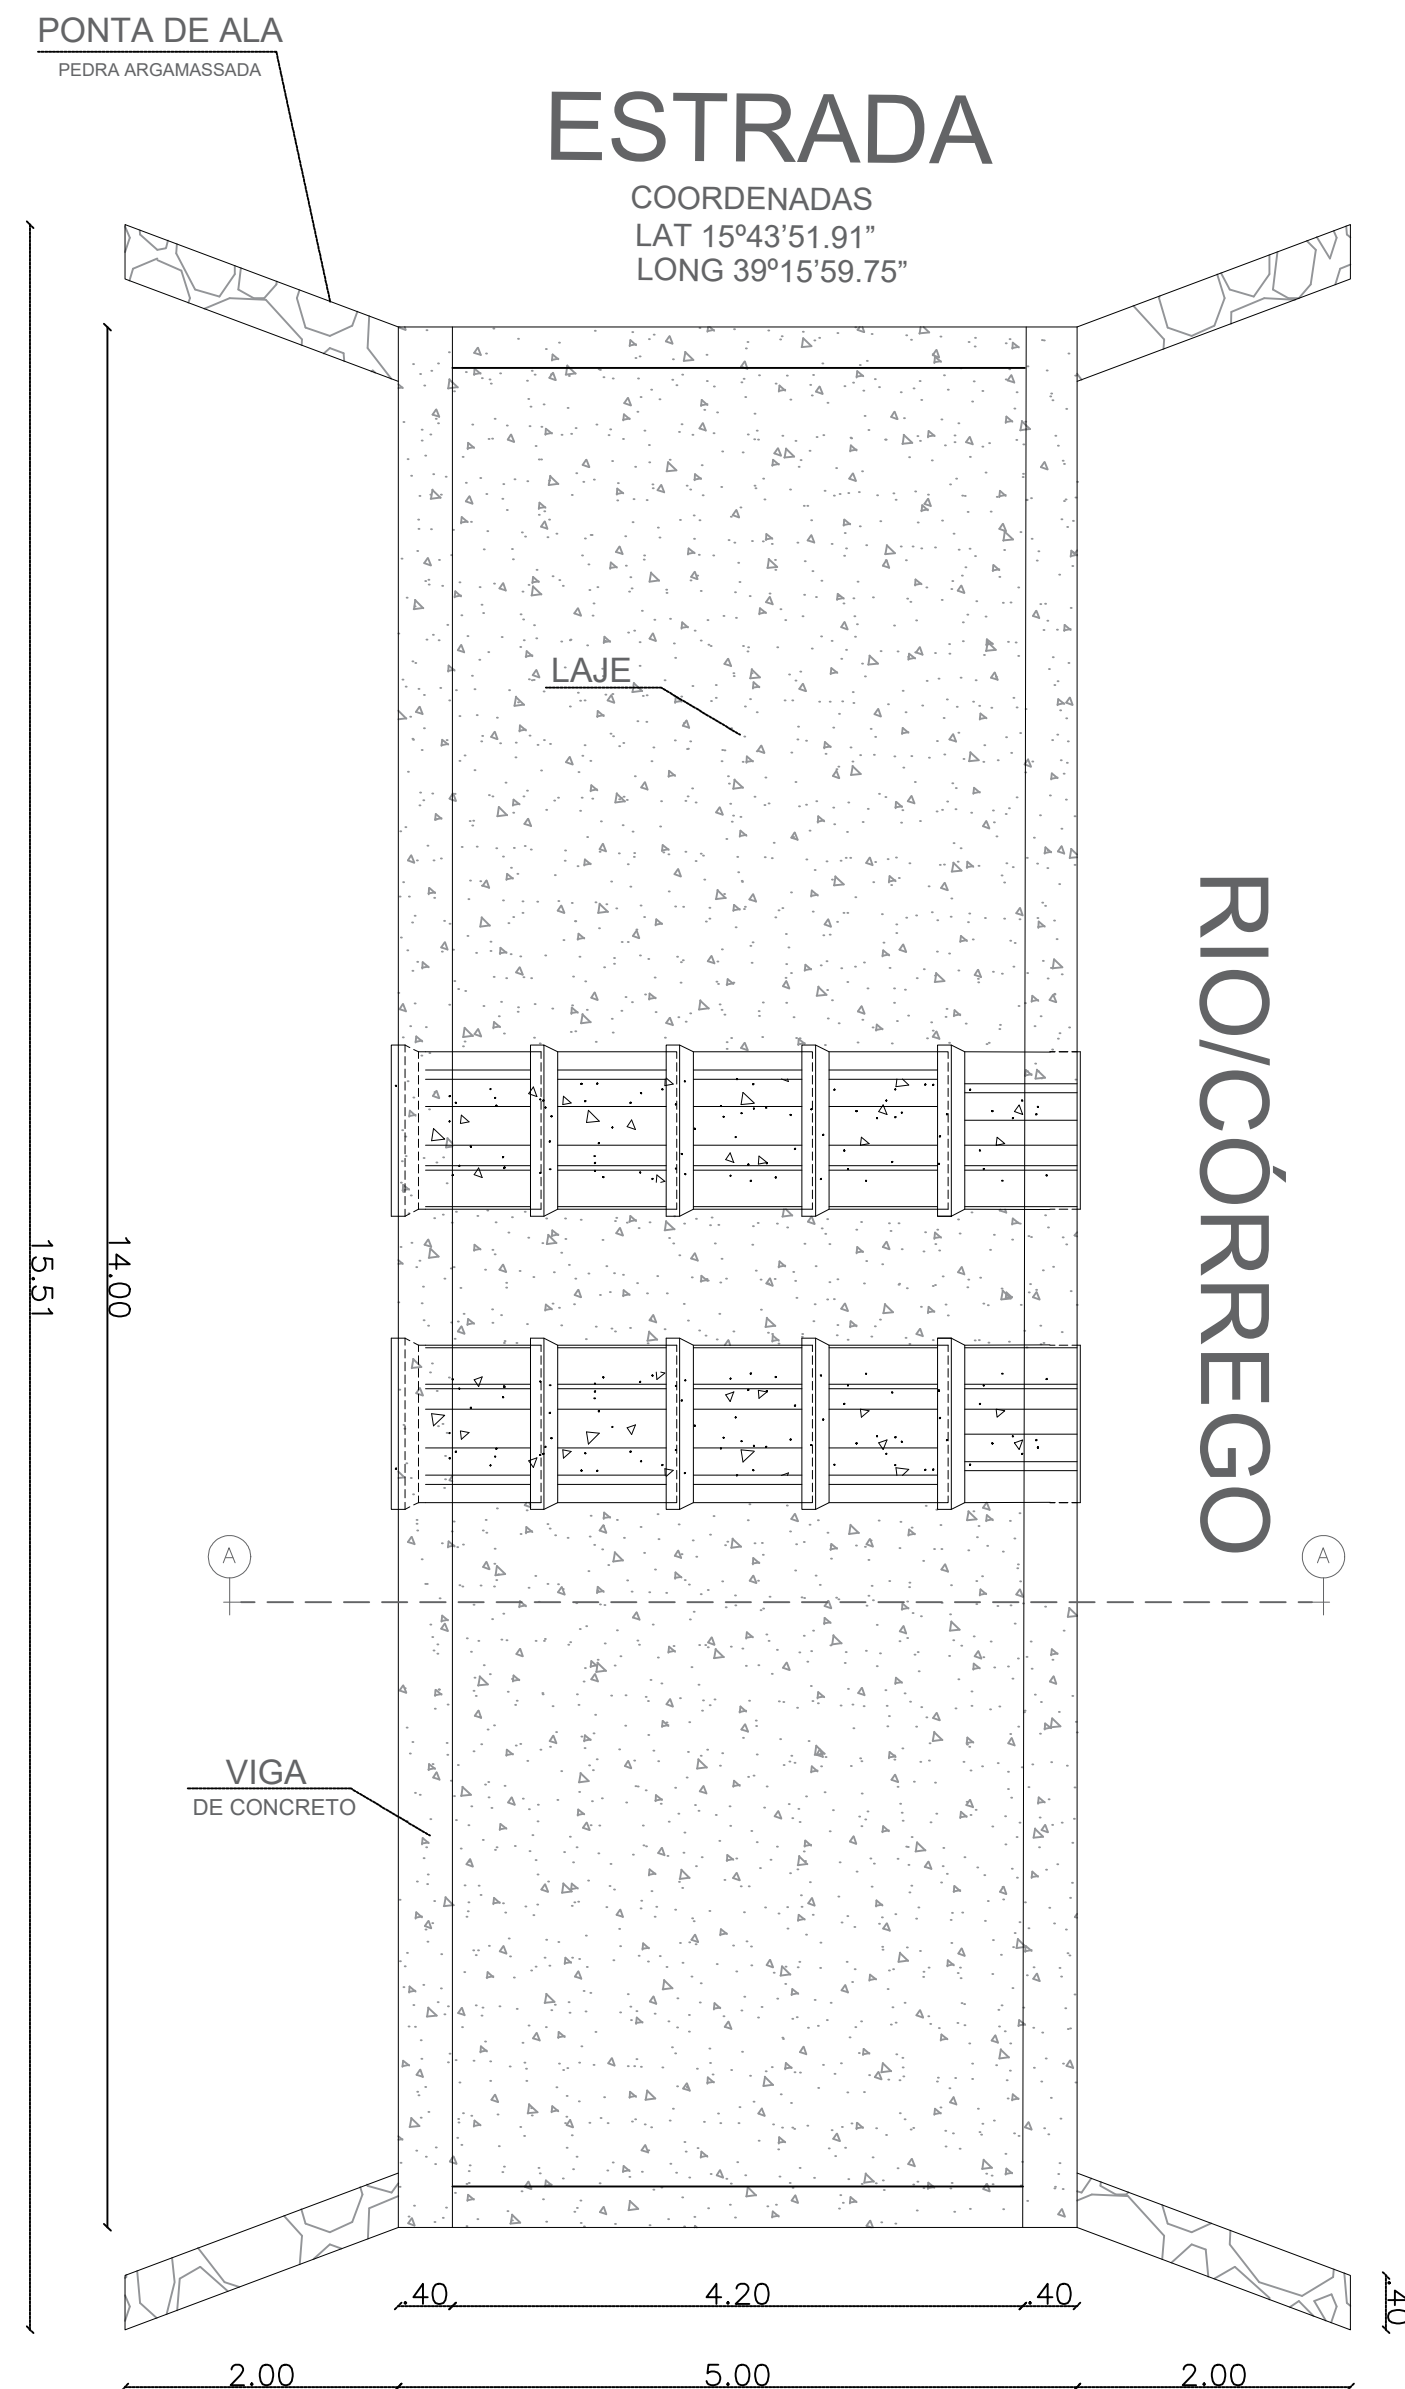 PONTA DE ALA
PEDRA ARGAMASSADA
ESTRADA
COORDENADAS
LAT 15º43’51.91”
LONG 39º15’59.75”
LAJE
RIO/CÓRREGO
15.51
14.00
A
A
VIGA
DE CONCRETO
.40
4.20
.40
.40
2.00
5.00
2.00